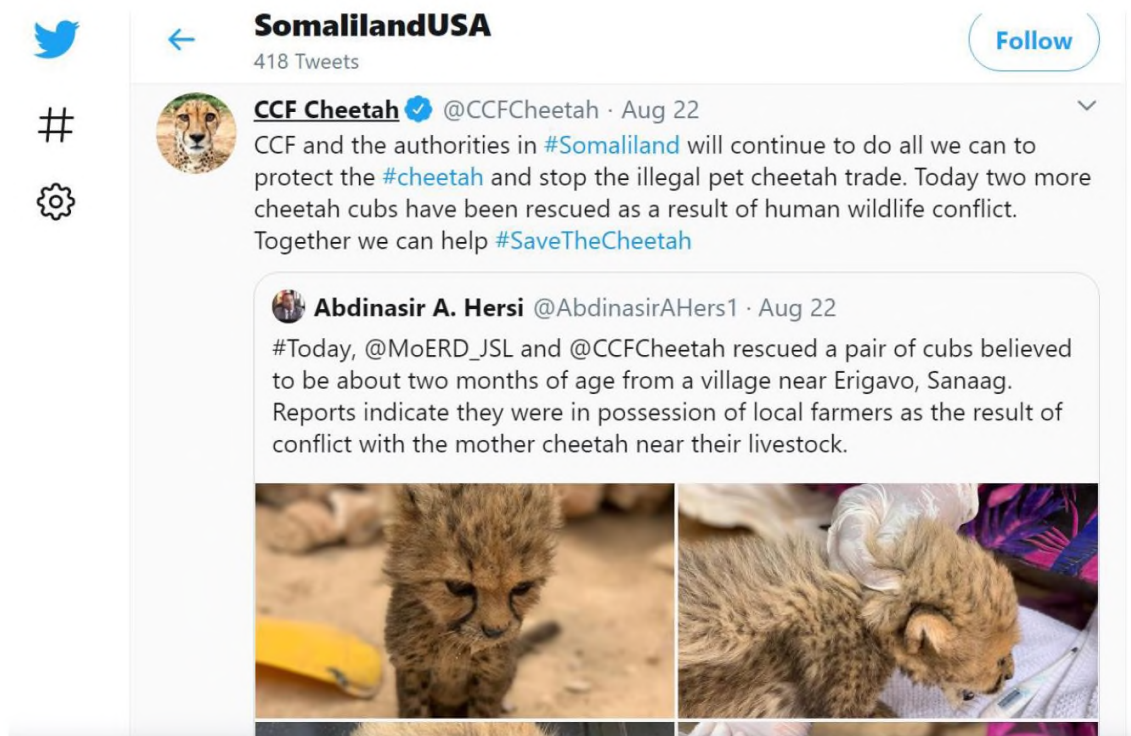 SomalilandUSA
418 Tweets
Follow
CCF Cheetah @CCFCheetah · Aug 22
CCF and the authorities in #Somaliland will continue to do all we can to
protect the #cheetah and stop the illegal pet cheetah trade. Today two more
cheetah cubs have been rescued as a result of human wildlife conflict.
Together we can help #SaveTheCheetah
Abdinasir A. Hersi @AbdinasirAHers1 · Aug 22
#Today, @MoERD_JSL and @CCFCheetah rescued a pair of cubs believed
to be about two months of age from a village near Erigavo, Sanaag.
Reports indicate they were in possession of local farmers as the result of
conflict with the mother cheetah near their livestock.